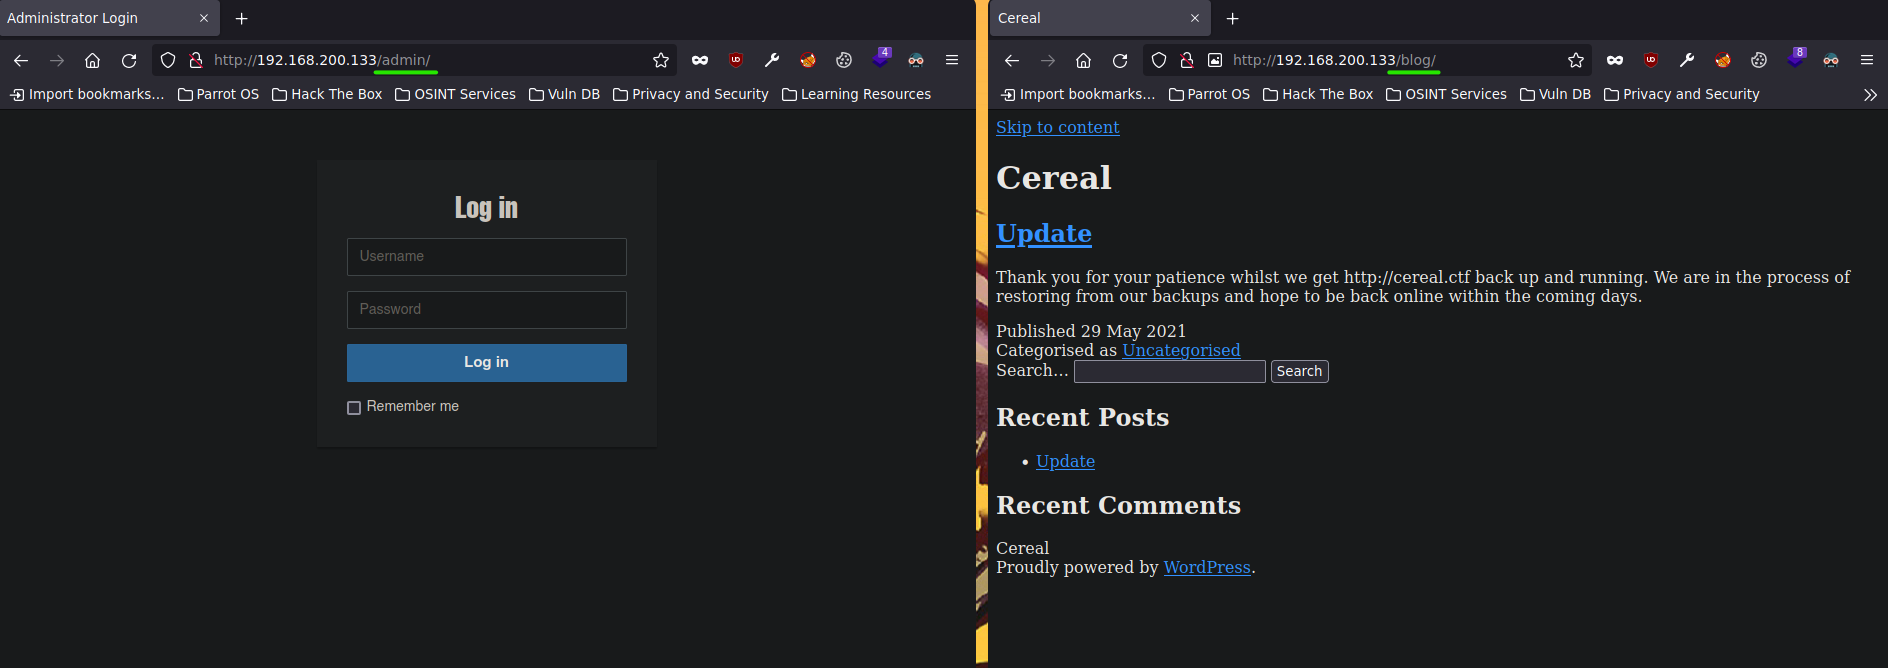 Administrator Login
http://192.168.200.133/admin/
4
Import bookmarks... Parrot OS Hack The Box OSINT Services Vuln DB Privacy and Security Learning Resources
Log in
Username
Password
Log in
Remember me
Cereal
http://192.168.200.133/blog/
8
Import bookmarks... Parrot OS Hack The Box OSINT Services Vuln DB Privacy and Security
Skip to content
Cereal
Update
Thank you for your patience whilst we get http://cereal.ctf back up and running. We are in the process of
restoring from our backups and hope to be back online within the coming days.
Published 29 May 2021
Categorised as Uncategorised
Search… Search
Recent Posts
Update
Recent Comments
Cereal
Proudly powered by WordPress.